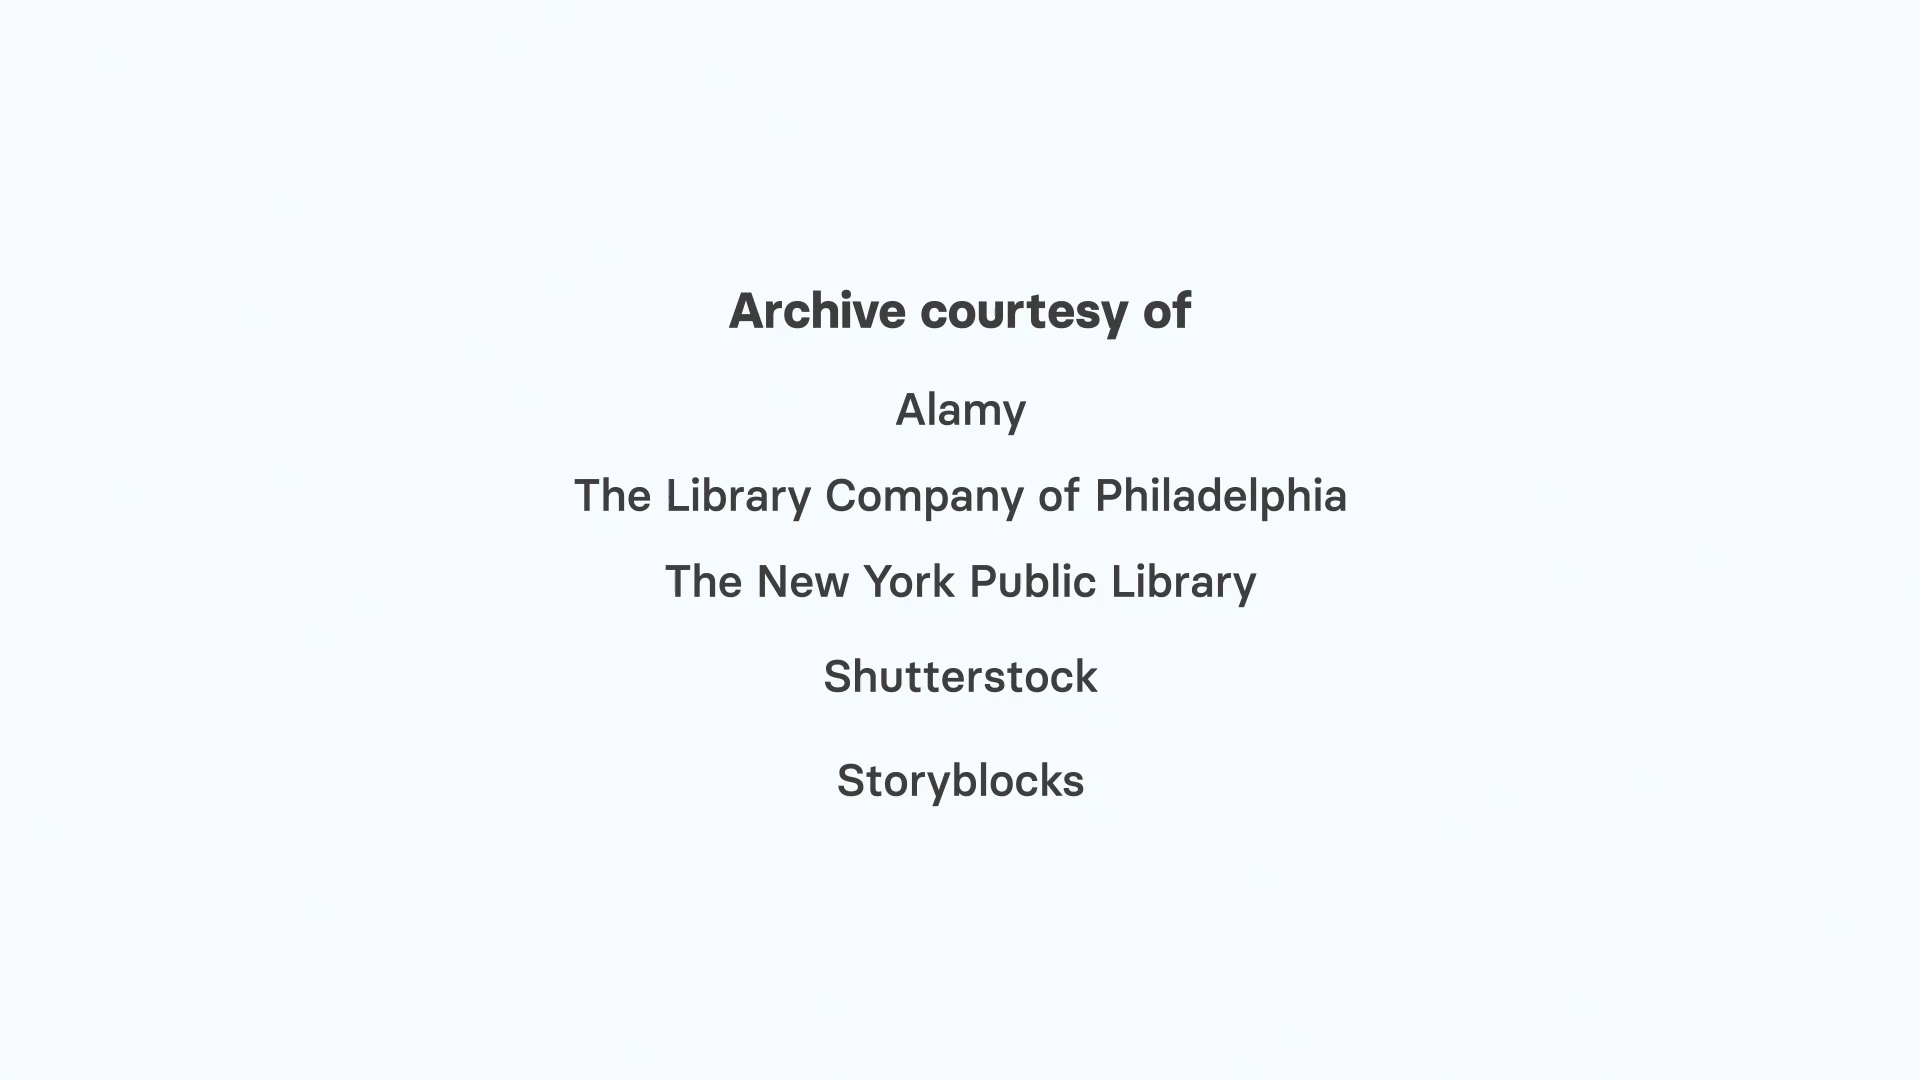 Archive courtesy of
Alamy
The Library Company of Philadelphia
The New York Public Library
Shutterstock
Storyblocks